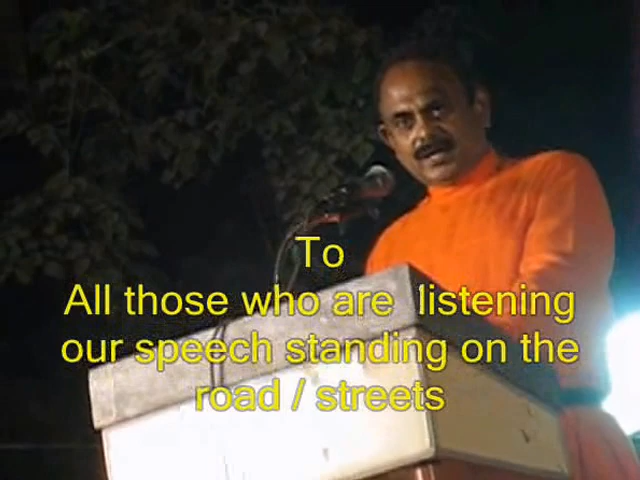 To
All those who are listening
our speech standing on the
road / streets